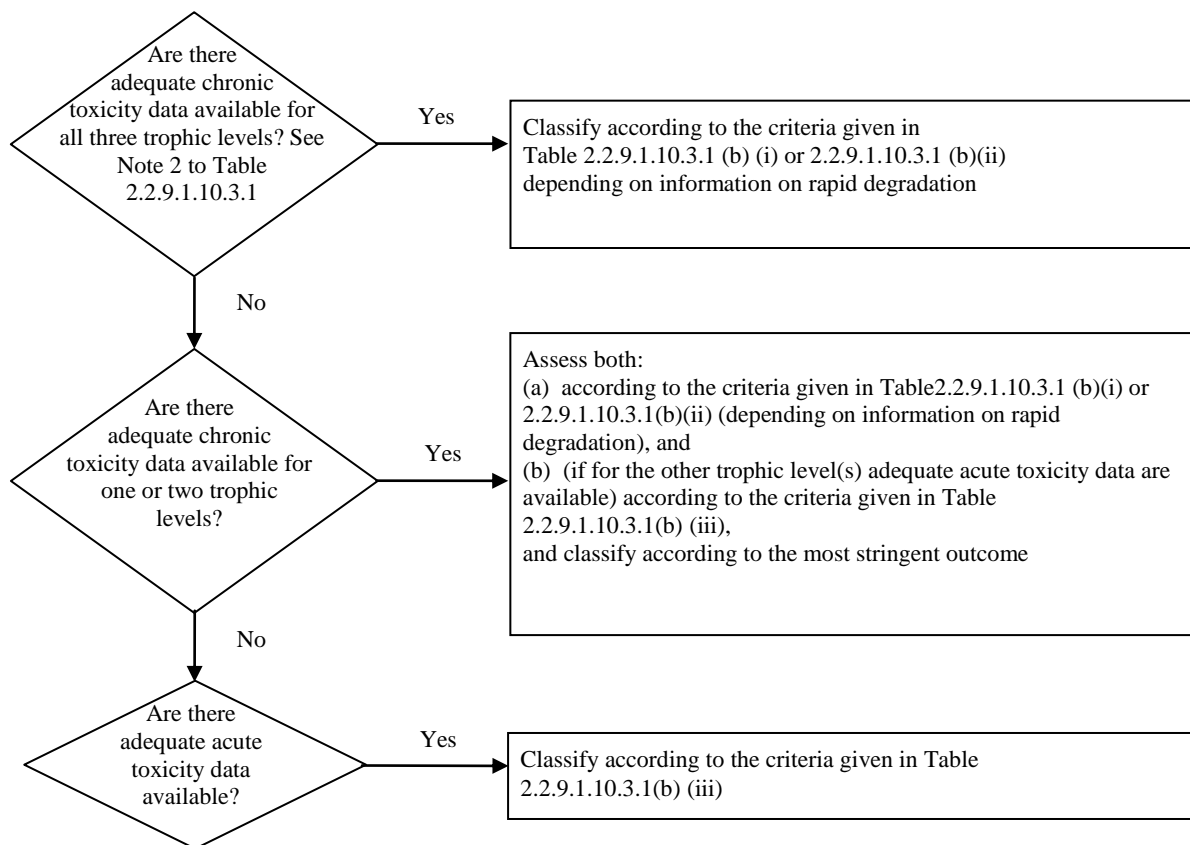 Are there
adequate chronic
toxicity data available for
all three trophic levels? See
Note 2 to Table
2.2.9.1.10.3.1
Yes
Classify according to the criteria given in
Table 2.2.9.1.10.3.1 (b) (i) or 2.2.9.1.10.3.1 (b)(ii)
depending on information on rapid degradation
No
Are there
adequate chronic
toxicity data available for
one or two trophic
levels?
Yes
Assess both:
(a) according to the criteria given in Table2.2.9.1.10.3.1 (b)(i) or
2.2.9.1.10.3.1(b)(ii) (depending on information on rapid
degradation), and
(b) (if for the other trophic level(s) adequate acute toxicity data are
available) according to the criteria given in Table
2.2.9.1.10.3.1(b) (iii),
and classify according to the most stringent outcome
No
Are there
adequate acute
toxicity data
available?
Yes
Classify according to the criteria given in Table
2.2.9.1.10.3.1(b) (iii)